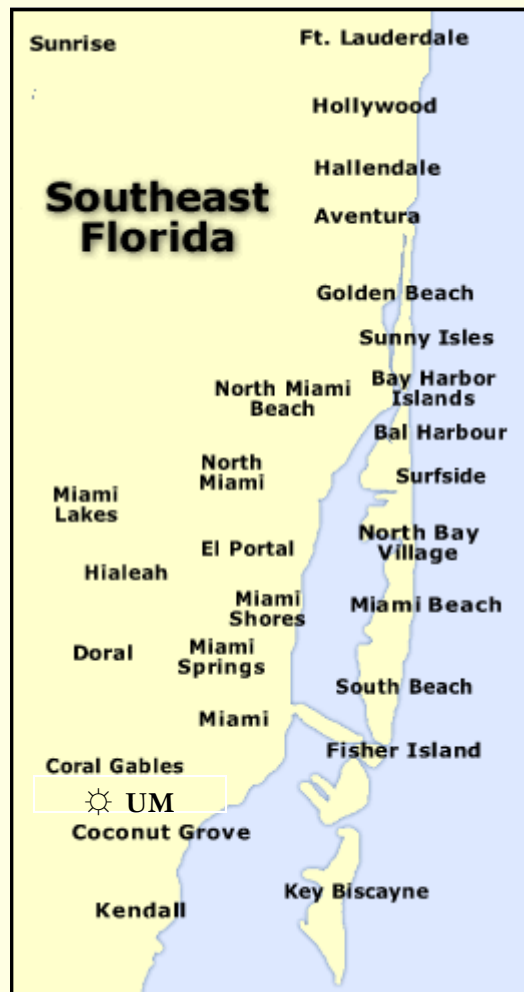 Sunrise
Ft. Lauderdale
Hollywood
Hallendale
Southeast
Florida
Aventura
Golden Beach
Sunny Isles
North Miami
Beach
Bay Harbor
Islands
Bal Harbour
North
Miami
Surfside
Miami
Lakes
North Bay
Village
El Portal
Hialeah
Miami
Shores
Miami Beach
Doral
Miami
Springs
South Beach
Miami
Fisher Island
Coral Gables
☼ UM
Coconut Grove
Key Biscayne
Kendall